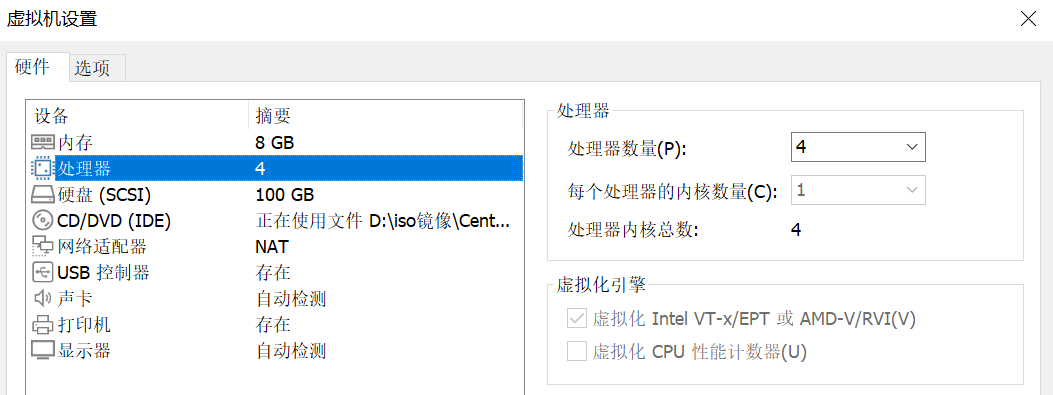 虚拟机设置
硬件 选项
设备 摘要
内存 8 GB
处理器 4
硬盘 (SCSI) 100 GB
CD/DVD (IDE) 正在使用文件 D:\iso镜像\Cent...
网络适配器 NAT
USB 控制器 存在
声卡 自动检测
打印机 存在
显示器 自动检测
处理器
处理器数量(P): 4
每个处理器的内核数量(C): 1
处理器内核总数: 4
虚拟化引擎
虚拟化 Intel VT-x/EPT 或 AMD-V/RVI(V)
虚拟化 CPU 性能计数器(U)